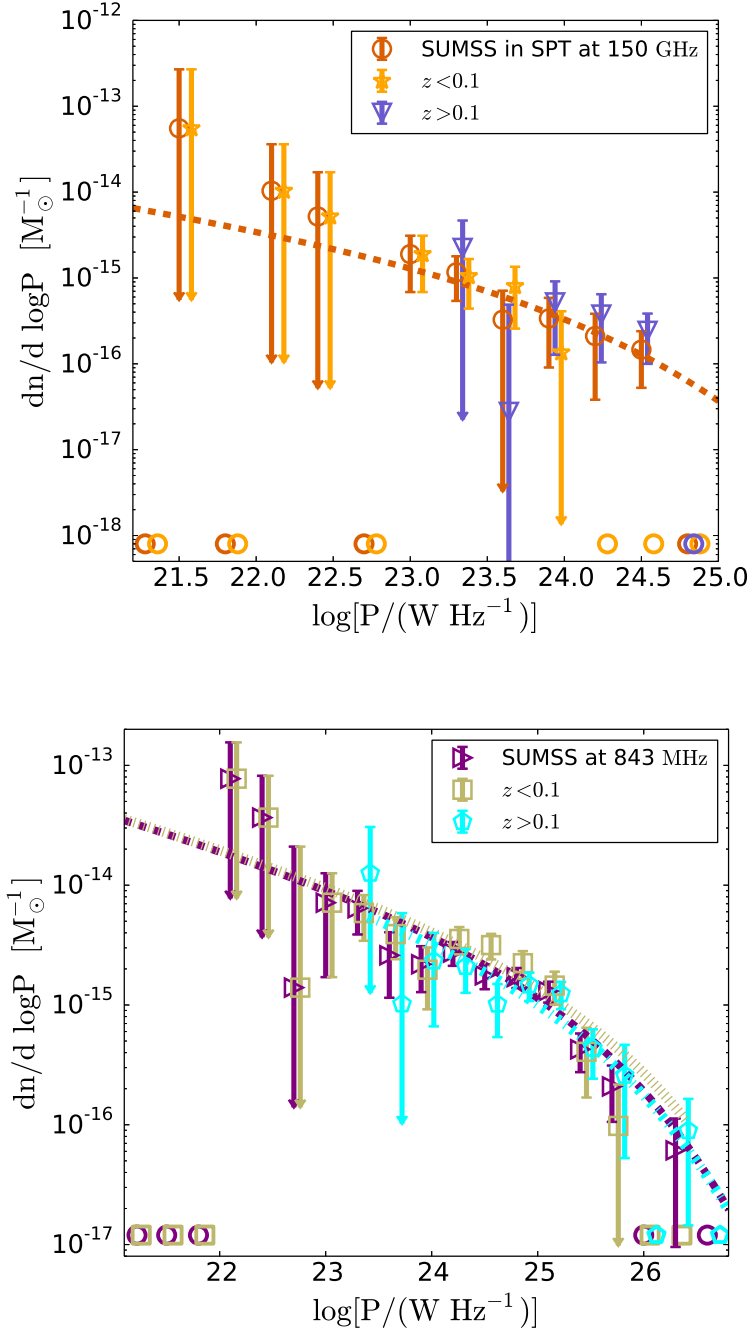 10⁻¹²
10⁻¹³
10⁻¹⁴
10⁻¹⁵
10⁻¹⁶
10⁻¹⁷
10⁻¹⁸
dn/d logP [M⊙⁻¹]
SUMSS in SPT at 150 GHz
z<0.1
z>0.1
21.5 22.0 22.5 23.0 23.5 24.0 24.5 25.0
log[P/(W Hz⁻¹)]
10⁻¹³
10⁻¹⁴
10⁻¹⁵
10⁻¹⁶
10⁻¹⁷
dn/d logP [M⊙⁻¹]
SUMSS at 843 MHz
z<0.1
z>0.1
22 23 24 25 26
log[P/(W Hz⁻¹)]